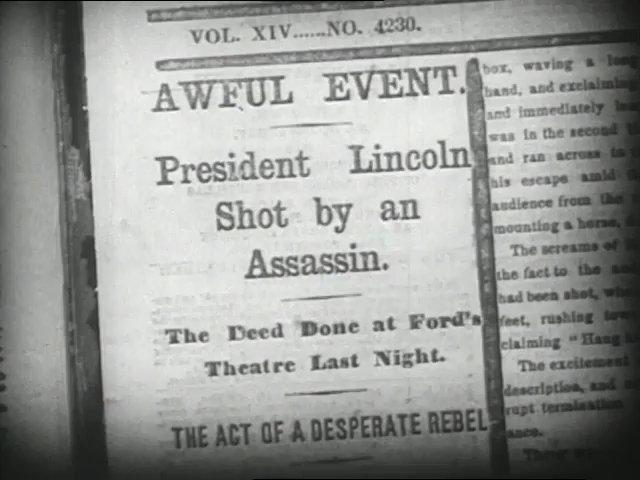 VOL. XIV......NO. 4230.
AWFUL EVENT.
President Lincoln
Shot by an
Assassin.
The Deed Done at Ford's
Theatre Last Night.
THE ACT OF A DESPERATE REBEL
box, waving a long
hand, and exclaiming
and immediately
was in the second
and ran across
his escape amid
audience from the
mounting a horse,
The screams of
the fact to the
had been shot,
feet, rushing
claiming "Hang
The excitement
description, and
rupt termination
ance.